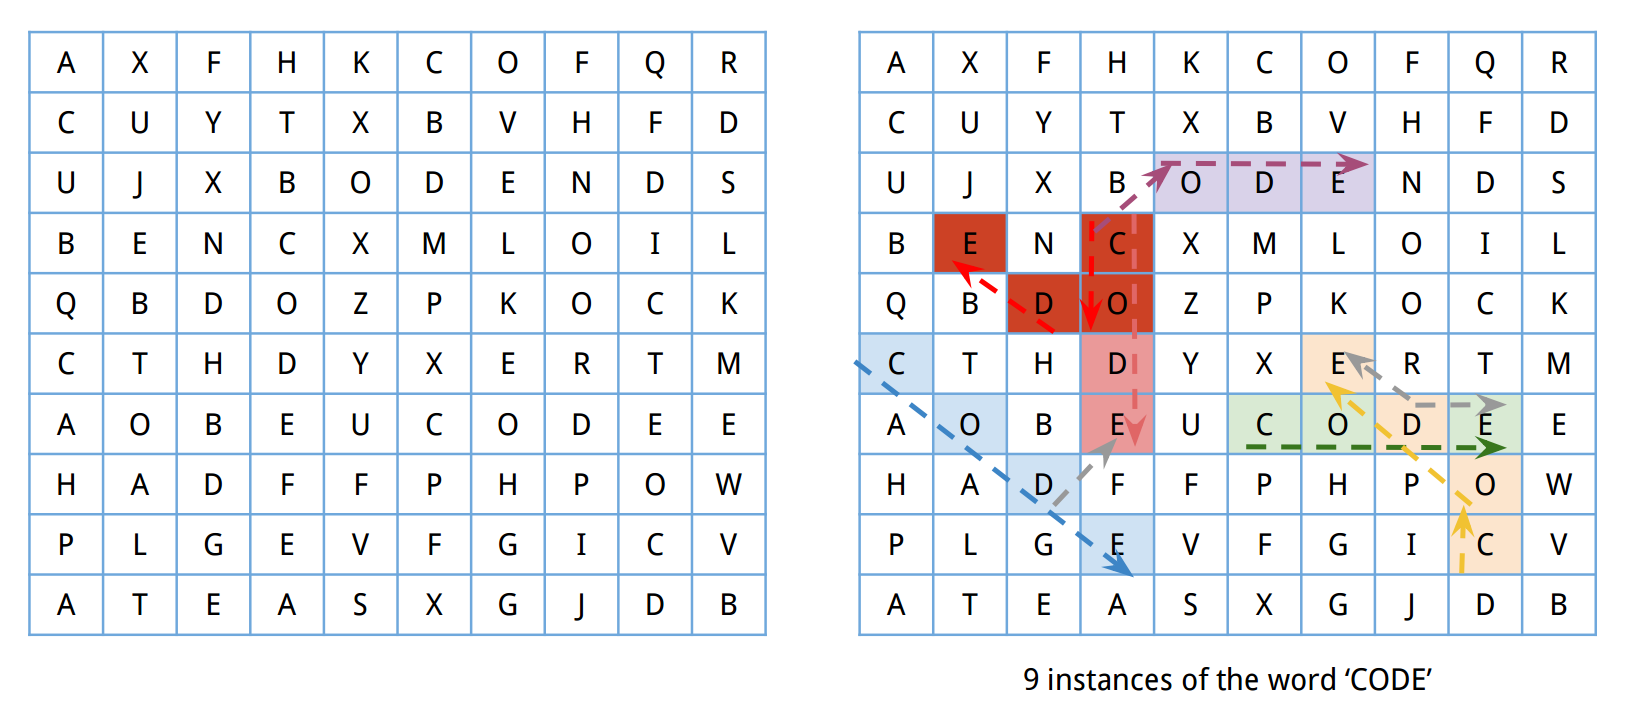 A X F H K C O F Q R
C U Y T X B V H F D
U J X B O D E N D S
B E N C X M L O I L
Q B D O Z P K O C K
C T H D Y X E R T M
A O B E U C O D E E
H A D F F P H P O W
P L G E V F G I C V
A T E A S X G J D B
A X F H K C O F Q R
C U Y T X B V H F D
U J X B O D E N D S
B E N C X M L O I L
Q B D O Z P K O C K
C T H D Y X E R T M
A O B E U C O D E E
H A D F F P H P O W
P L G E V F G I C V
A T E A S X G J D B
9 instances of the word ‘CODE’